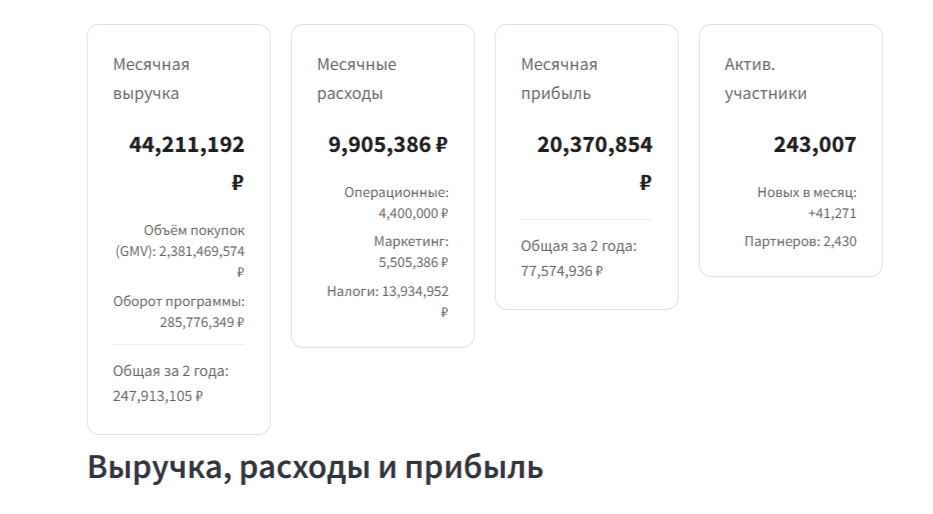 Месячная
выручка
44,211,192
₽
Объём покупок
(GMV): 2,381,469,574
₽
Оборот программы:
285,776,349 ₽
Общая за 2 года:
247,913,105 ₽
Месячные
расходы
9,905,386 ₽
Операционные:
4,400,000 ₽
Маркетинг:
5,505,386 ₽
Налоги: 13,934,952
₽
Месячная
прибыль
20,370,854
₽
Общая за 2 года:
77,574,936 ₽
Актив.
участники
243,007
Новых в месяц:
+41,271
Партнеров: 2,430
Выручка, расходы и прибыль